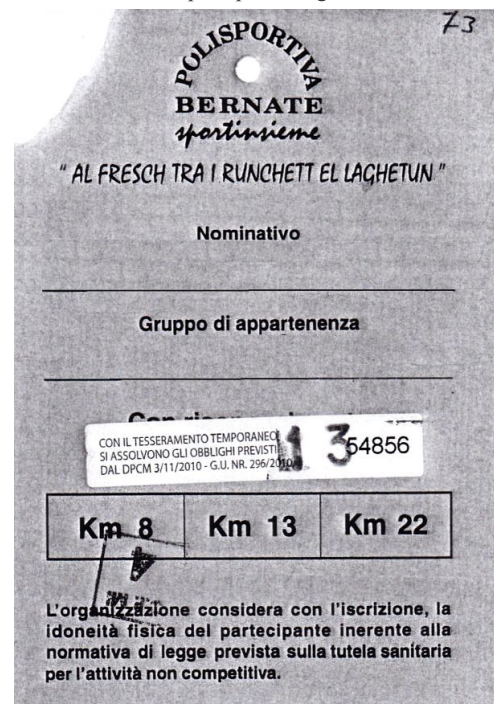 73
POLISPORTIVA
BERNATE
sportinsieme
" AL FRESCH TRA I RUNCHETT EL LAGHETUN "
Nominativo
Gruppo di appartenenza
Con
CON IL TESSERAMENTO TEMPORANEO
SI ASSOLVONO GLI OBBLIGHI PREVISTI
DAL DPCM 3/11/2010 - G.U. NR. 296/2010
13
54856
Km 8 Km 13 Km 22
L'organizzazione considera con l'iscrizione, la
idoneità fisica del partecipante inerente alla
normativa di legge prevista sulla tutela sanitaria
per l'attività non competitiva.